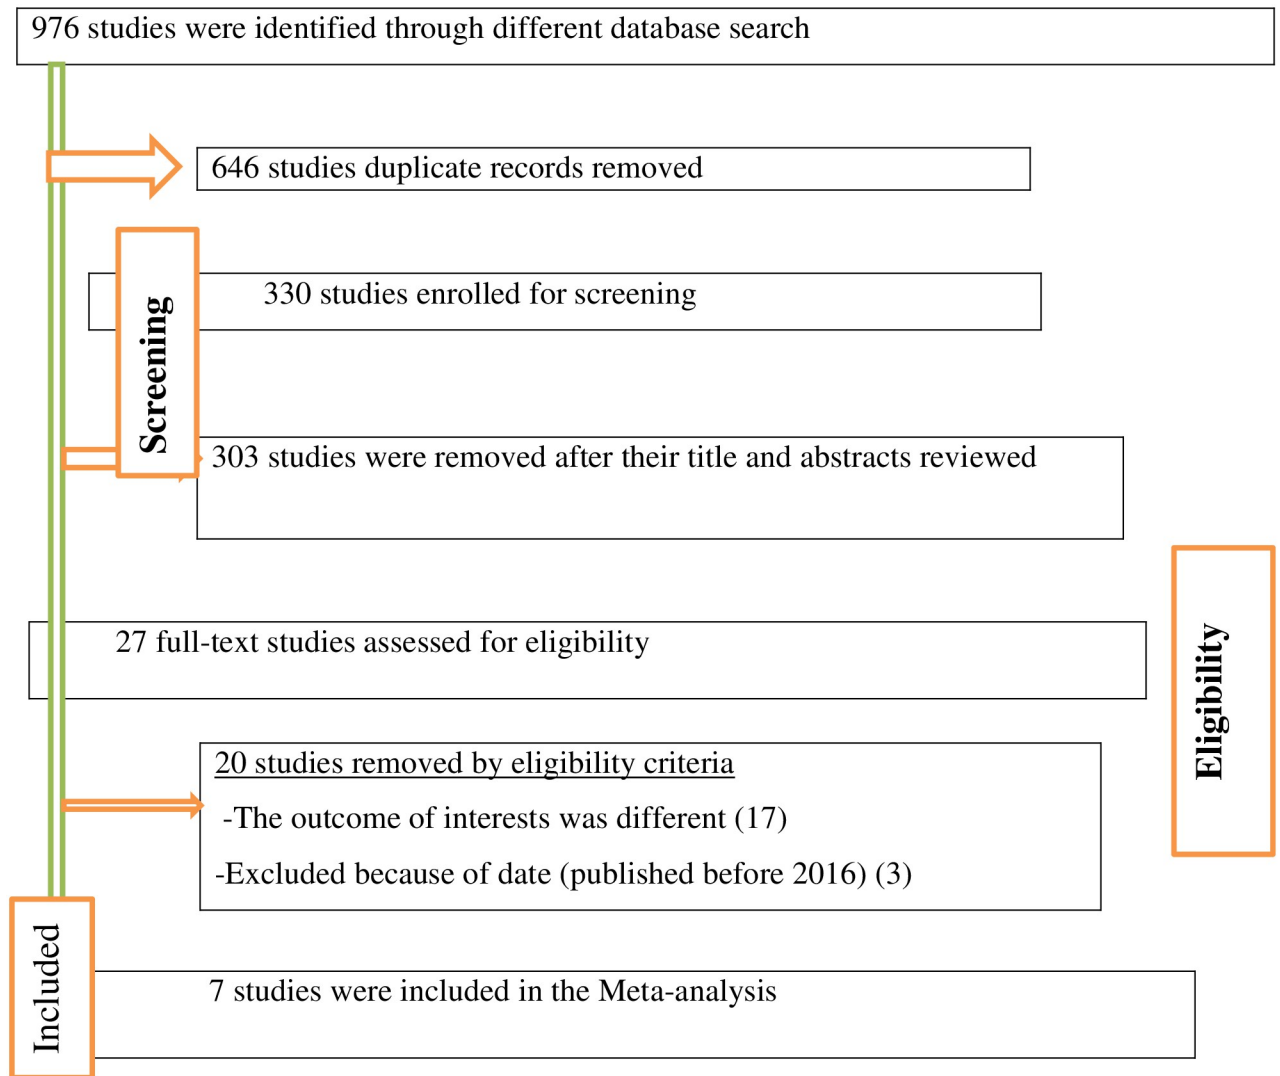 976 studies were identified through different database search
646 studies duplicate records removed
Screening
330 studies enrolled for screening
303 studies were removed after their title and abstracts reviewed
27 full-text studies assessed for eligibility
Eligibility
20 studies removed by eligibility criteria
-The outcome of interests was different (17)
-Excluded because of date (published before 2016) (3)
Included
7 studies were included in the Meta-analysis